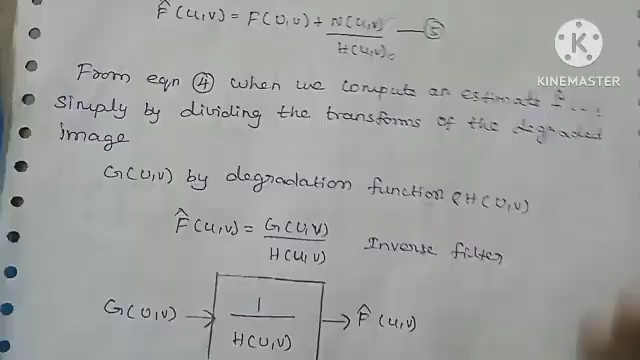 F̂(u,v) = F(u,v) + N(u,v)/H(u,v) — ⑤
KINEMASTER
From eqn ④ when we compute an estimate f̂...
simply by dividing the transforms of the degraded
image
G(u,v) by degradation function H(u,v)
F̂(u,v) = G(u,v)/H(u,v) Inverse filter
G(u,v) → 1/H(u,v) → F̂(u,v)